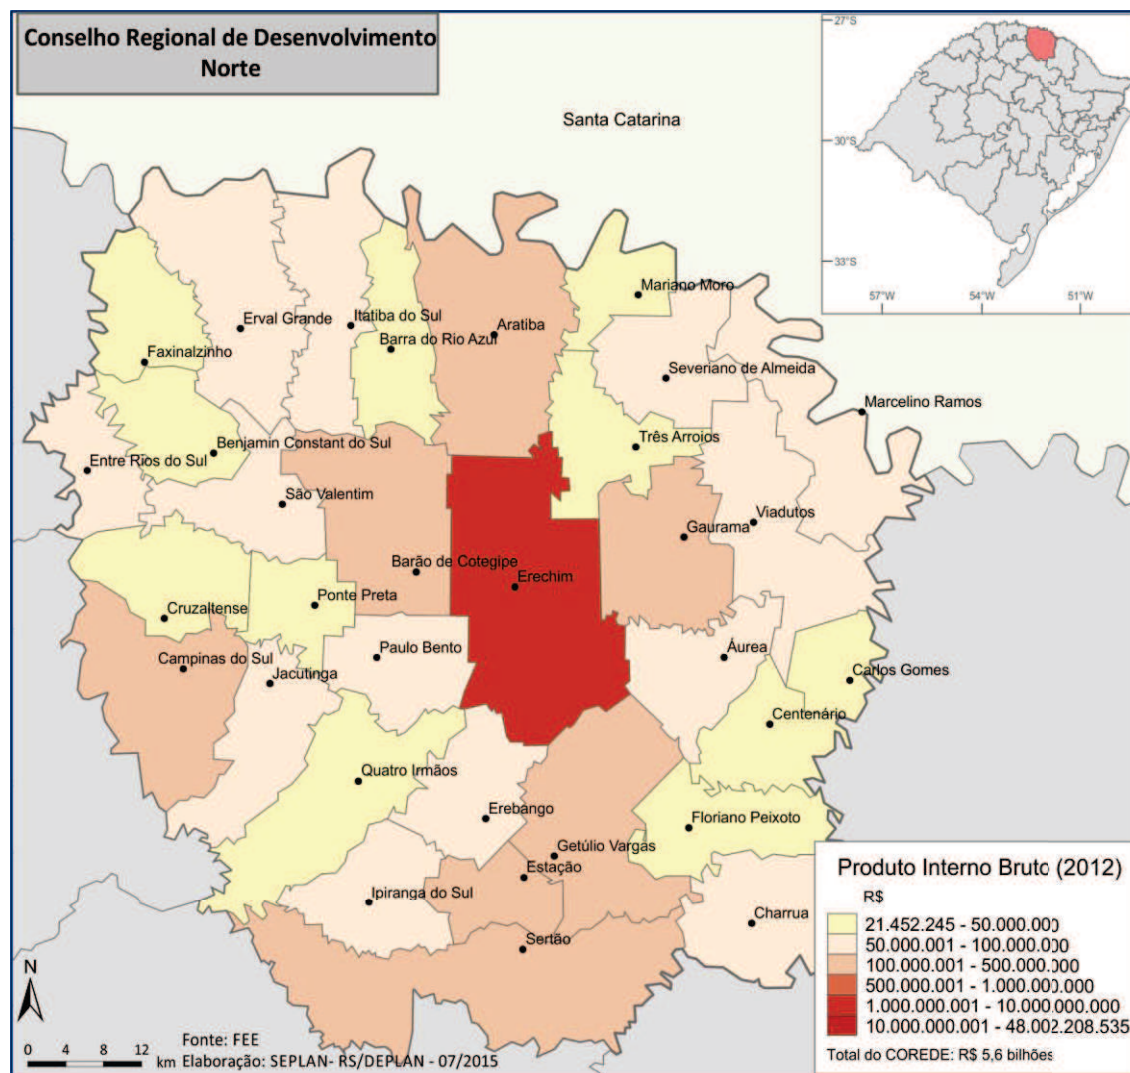 Conselho Regional de Desenvolvimento
Norte
Santa Catarina
27°S
30°S
33°S
57°W
54°W
51°W
Mariano Moro
Erval Grande
Itatiba do Sul
Aratiba
Barra do Rio Azul
Faxinalzinho
Severiano de Almeida
Marcelino Ramos
Benjamin Constant do Sul
Três Arroios
Entre Rios do Sul
São Valentim
Viadutos
Gaurama
Barão de Cotegipe
Erechim
Cruzaltense
Ponte Preta
Campinas do Sul
Jacutinga
Paulo Bento
Áurea
Carlos Gomes
Centenário
Quatro Irmãos
Erebango
Floriano Peixoto
Getúlio Vargas
Estação
Ipiranga do Sul
Charrua
Sertão
Produto Interno Bruto (2012)
R$
21.452.245 - 50.000.000
50.000.001 - 100.000.000
100.000.001 - 500.000.000
500.000.001 - 1.000.000.000
1.000.000.001 - 10.000.000.000
10.000.000.001 - 48.002.208.535
Total do COREDE: R$ 5,6 bilhões
N
0 4 8 12
km
Fonte: FEE
Elaboração: SEPLAN- RS/DEPLAN - 07/2015